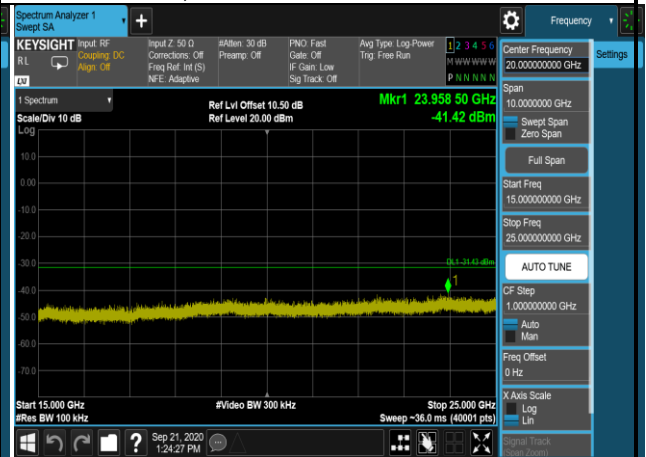 Spectrum Analyzer 1
Swept SA
Frequency
KEYSIGHT
RL
LXI
Input: RF
Coupling: DC
Align: Off
Input Z: 50 Ω
Corrections: Off
Freq Ref: Int (S)
NFE: Adaptive
#Atten: 30 dB
Preamp: Off
PNO: Fast
Gate: Off
IF Gain: Low
Sig Track: Off
Avg Type: Log-Power
Trig: Free Run
1 2 3 4 5 6
M W W W W W
P N N N N N
1 Spectrum
Scale/Div 10 dB
Log
Ref Lvl Offset 10.50 dB
Ref Level 20.00 dBm
Mkr1 23.958 50 GHz
-41.42 dBm
10.0
0.00
-10.0
-20.0
-30.0
-40.0
-50.0
-60.0
-70.0
DL1 -31.43 dBm
1
Start 15.000 GHz
#Res BW 100 kHz
#Video BW 300 kHz
Stop 25.000 GHz
Sweep ~36.0 ms (40001 pts)
Sep 21, 2020
1:24:27 PM
Center Frequency
20.000000000 GHz
Span
10.0000000 GHz
Swept Span
Zero Span
Full Span
Start Freq
15.000000000 GHz
Stop Freq
25.000000000 GHz
AUTO TUNE
CF Step
1.000000000 GHz
Auto
Man
Freq Offset
0 Hz
X Axis Scale
Log
Lin
Signal Track
(Span Zoom)
Settings